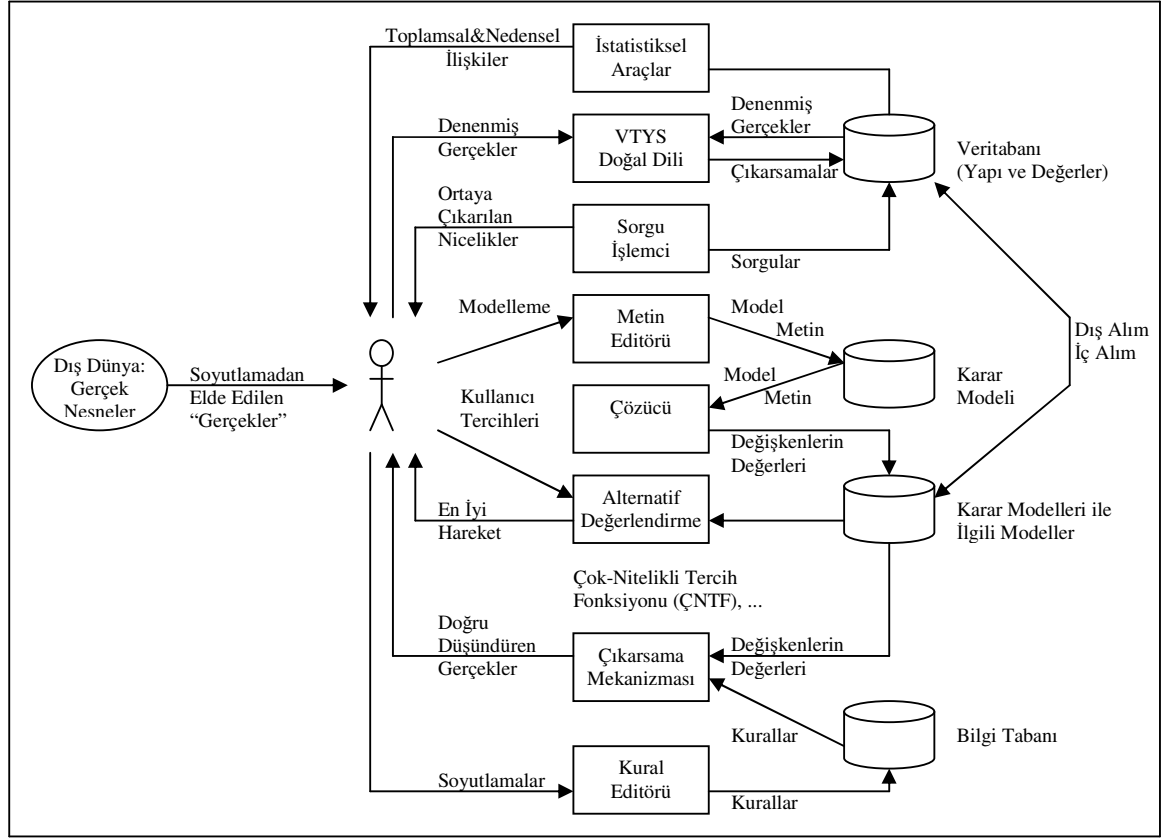 Toplamsal&Nedensel
İlişkiler
İstatistiksel
Araçlar
Denenmiş
Gerçekler
VTYS
Doğal Dili
Denenmiş
Gerçekler
Çıkarsamalar
Veritabanı
(Yapı ve Değerler)
Ortaya
Çıkarılan
Nicelikler
Sorgu
İşlemci
Sorgular
Modelleme
Metin
Editörü
Model
Metin
Dış Alım
İç Alım
Dış Dünya:
Gerçek
Nesneler
Soyutlamadan
Elde Edilen
“Gerçekler”
Kullanıcı
Tercihleri
Çözücü
Model
Metin
Karar
Modeli
Değişkenlerin
Değerleri
En İyi
Hareket
Alternatif
Değerlendirme
Karar Modelleri ile
İlgili Modeller
Çok-Nitelikli Tercih
Fonksiyonu (ÇNTF), ...
Doğru
Düşündüren
Gerçekler
Çıkarsama
Mekanizması
Değişkenlerin
Değerleri
Kurallar
Bilgi Tabanı
Soyutlamalar
Kural
Editörü
Kurallar